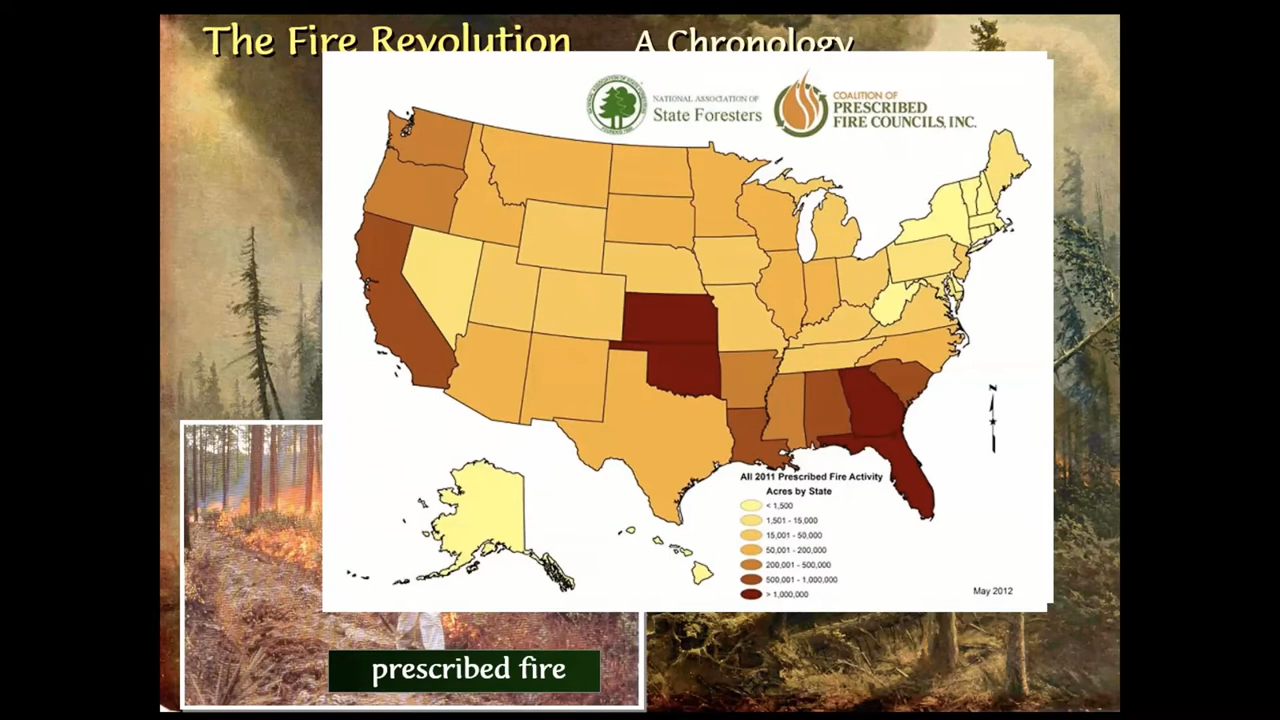 The Fire Revolution
A Chronology
NATIONAL ASSOCIATION OF
State Foresters
COALITION OF
PRESCRIBED
FIRE COUNCILS, INC.
N
All 2011 Prescribed Fire Activity
Acres by State
< 1,500
1,501 - 15,000
15,001 - 50,000
50,001 - 200,000
200,001 - 500,000
500,001 - 1,000,000
> 1,000,000
May 2012
prescribed fire